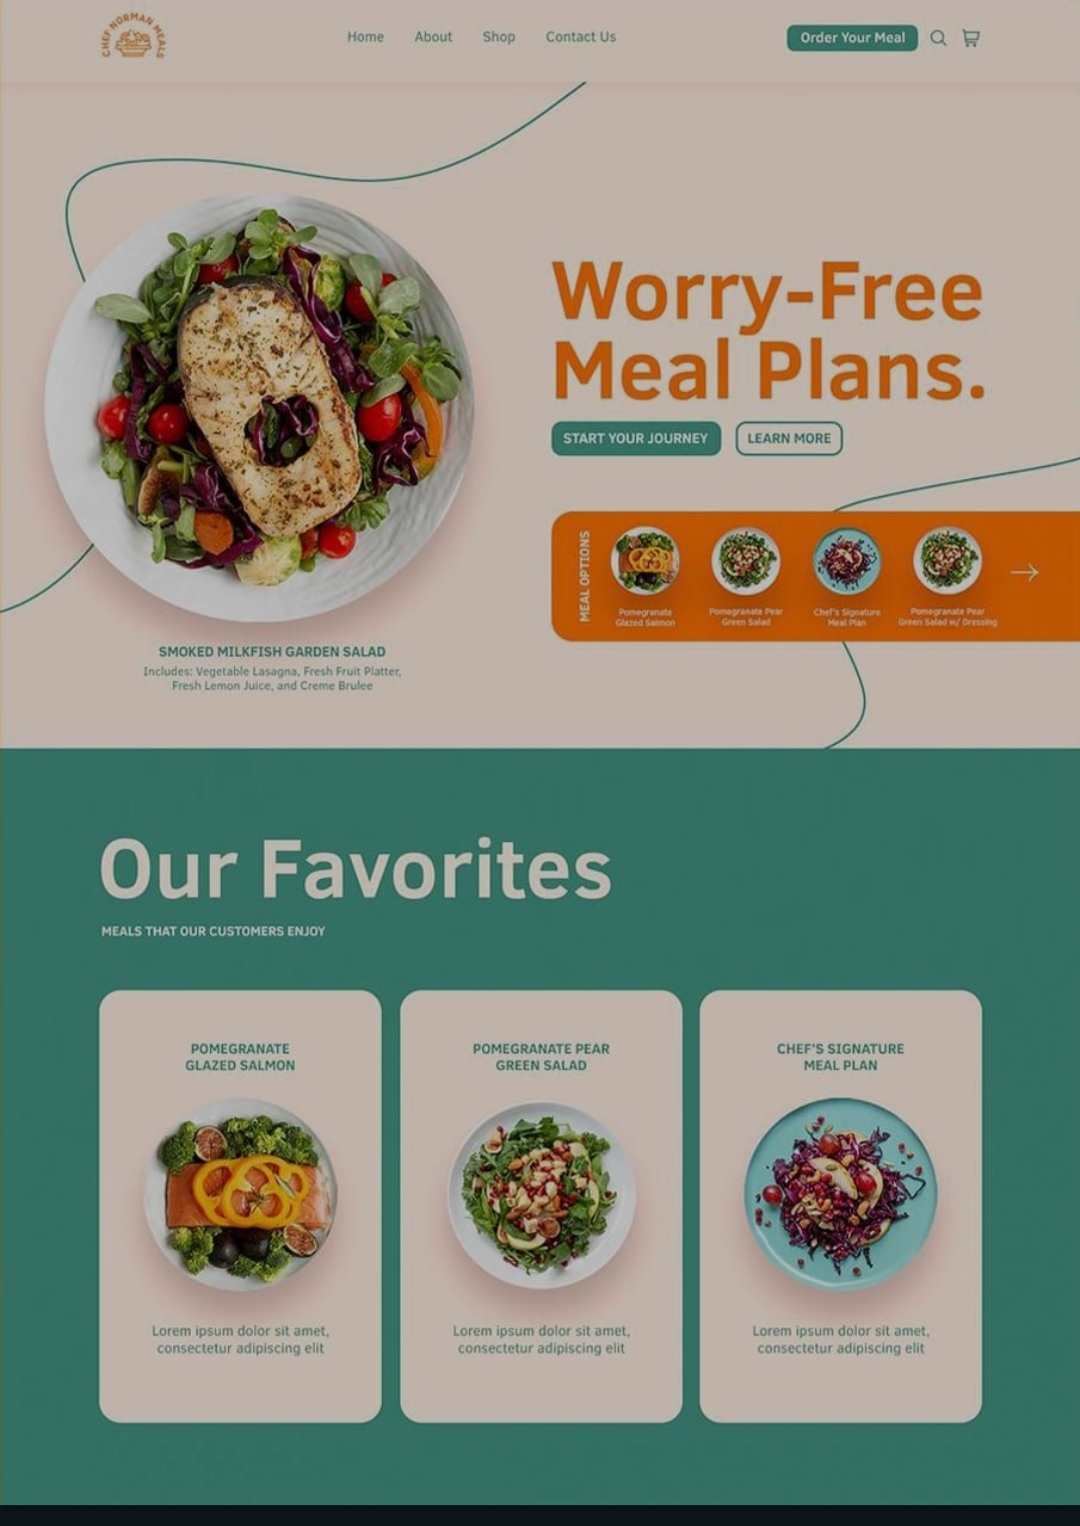 CHEF NORMAN MEALS
Home
About
Shop
Contact Us
Order Your Meal
Worry-Free
Meal Plans.
START YOUR JOURNEY
LEARN MORE
MEAL OPTIONS
Pomegranate
Glazed Salmon
Pomegranate Pear
Green Salad
Chef's Signature
Meal Plan
Pomegranate Pear
Green Salad w/ Dressing
SMOKED MILKFISH GARDEN SALAD
Includes: Vegetable Lasagna, Fresh Fruit Platter,
Fresh Lemon Juice, and Creme Brulee
Our Favorites
MEALS THAT OUR CUSTOMERS ENJOY
POMEGRANATE
GLAZED SALMON
Lorem ipsum dolor sit amet,
consectetur adipiscing elit
POMEGRANATE PEAR
GREEN SALAD
Lorem ipsum dolor sit amet,
consectetur adipiscing elit
CHEF'S SIGNATURE
MEAL PLAN
Lorem ipsum dolor sit amet,
consectetur adipiscing elit